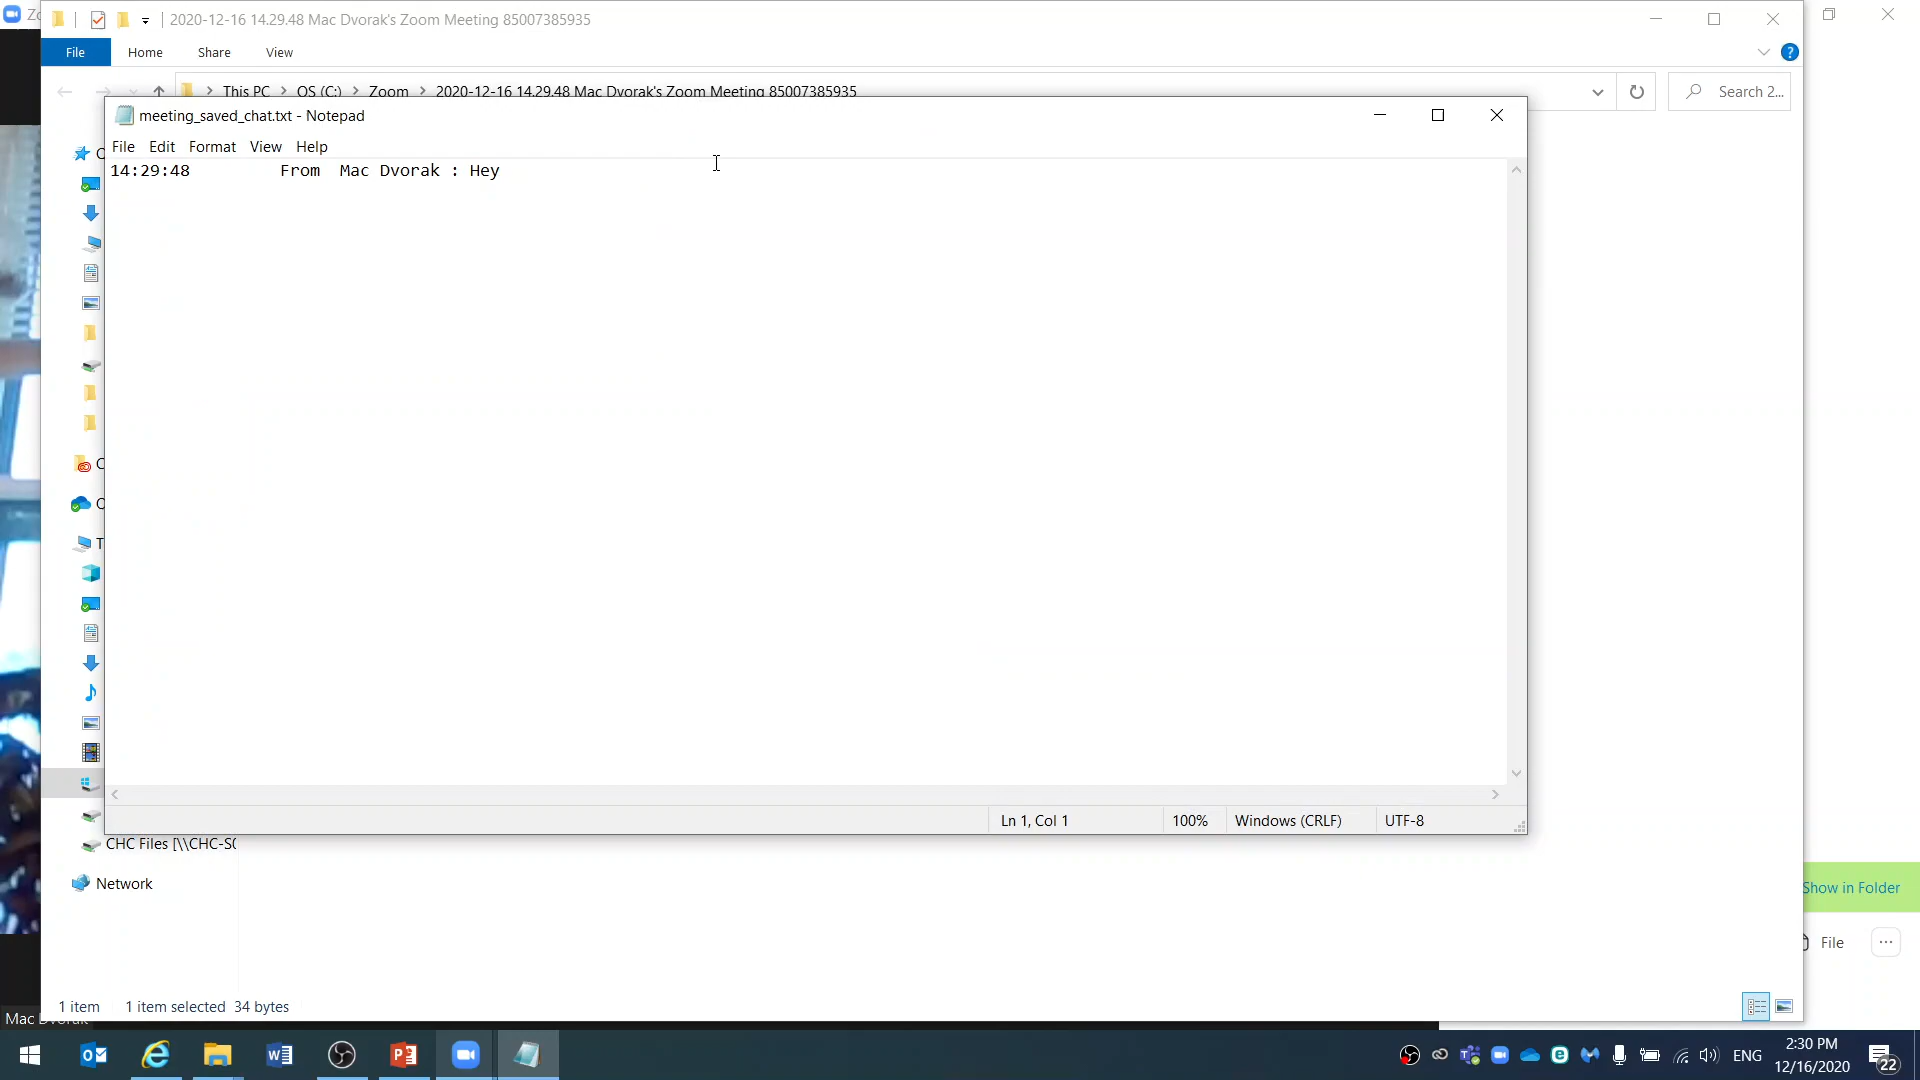 2020-12-16 14.29.48 Mac Dvorak's Zoom Meeting 85007385935
File Home Share View
This PC > OS (C:) > Zoom > 2020-12-16 14.29.48 Mac Dvorak's Zoom Meeting 85007385935
Search 2...
meeting_saved_chat.txt - Notepad
File Edit Format View Help
14:29:48 From Mac Dvorak : Hey
Ln 1, Col 1 100% Windows (CRLF) UTF-8
CHC Files [\\CHC-S
Network
Show in Folder
File
1 item 1 item selected 34 bytes
Mac Dvorak
ENG
2:30 PM
12/16/2020
22